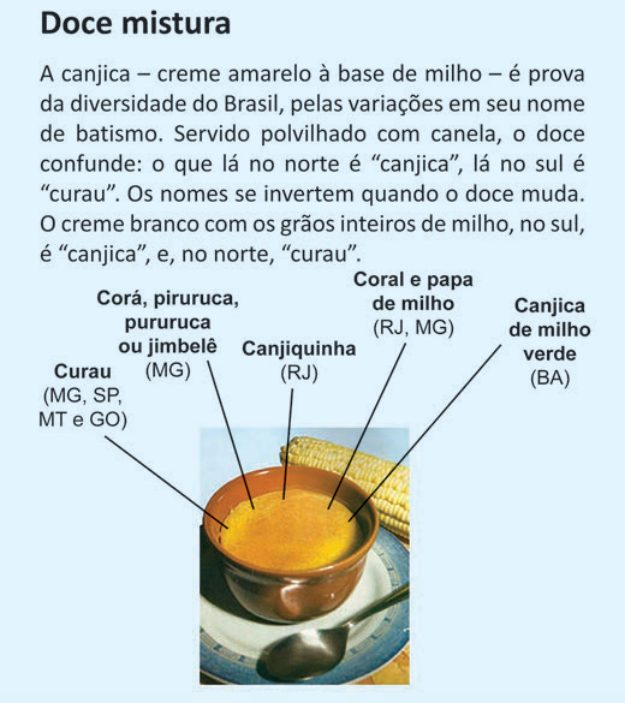 Doce mistura
A canjica – creme amarelo à base de milho – é prova
da diversidade do Brasil, pelas variações em seu nome
de batismo. Servido polvilhado com canela, o doce
confunde: o que lá no norte é “canjica”, lá no sul é
“curau”. Os nomes se invertem quando o doce muda.
O creme branco com os grãos inteiros de milho, no sul,
é “canjica”, e, no norte, “curau”.
Curau
(MG, SP,
MT e GO)
Corá, piruruca,
pururuca
ou jimbelê
(MG)
Canjiquinha
(RJ)
Coral e papa
de milho
(RJ, MG)
Canjica
de milho
verde
(BA)